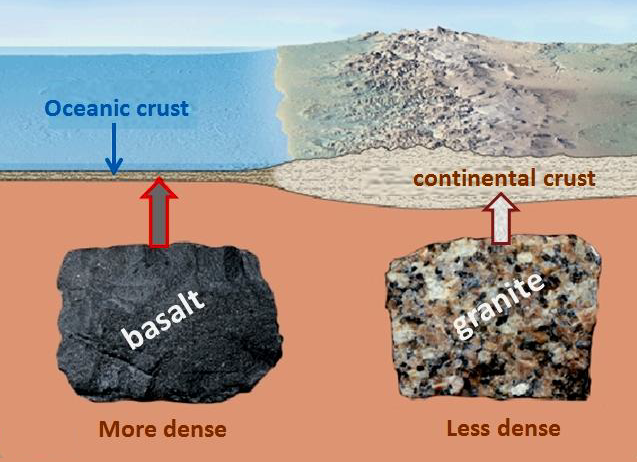 Oceanic crust
continental crust
basalt
granite
More dense
Less dense